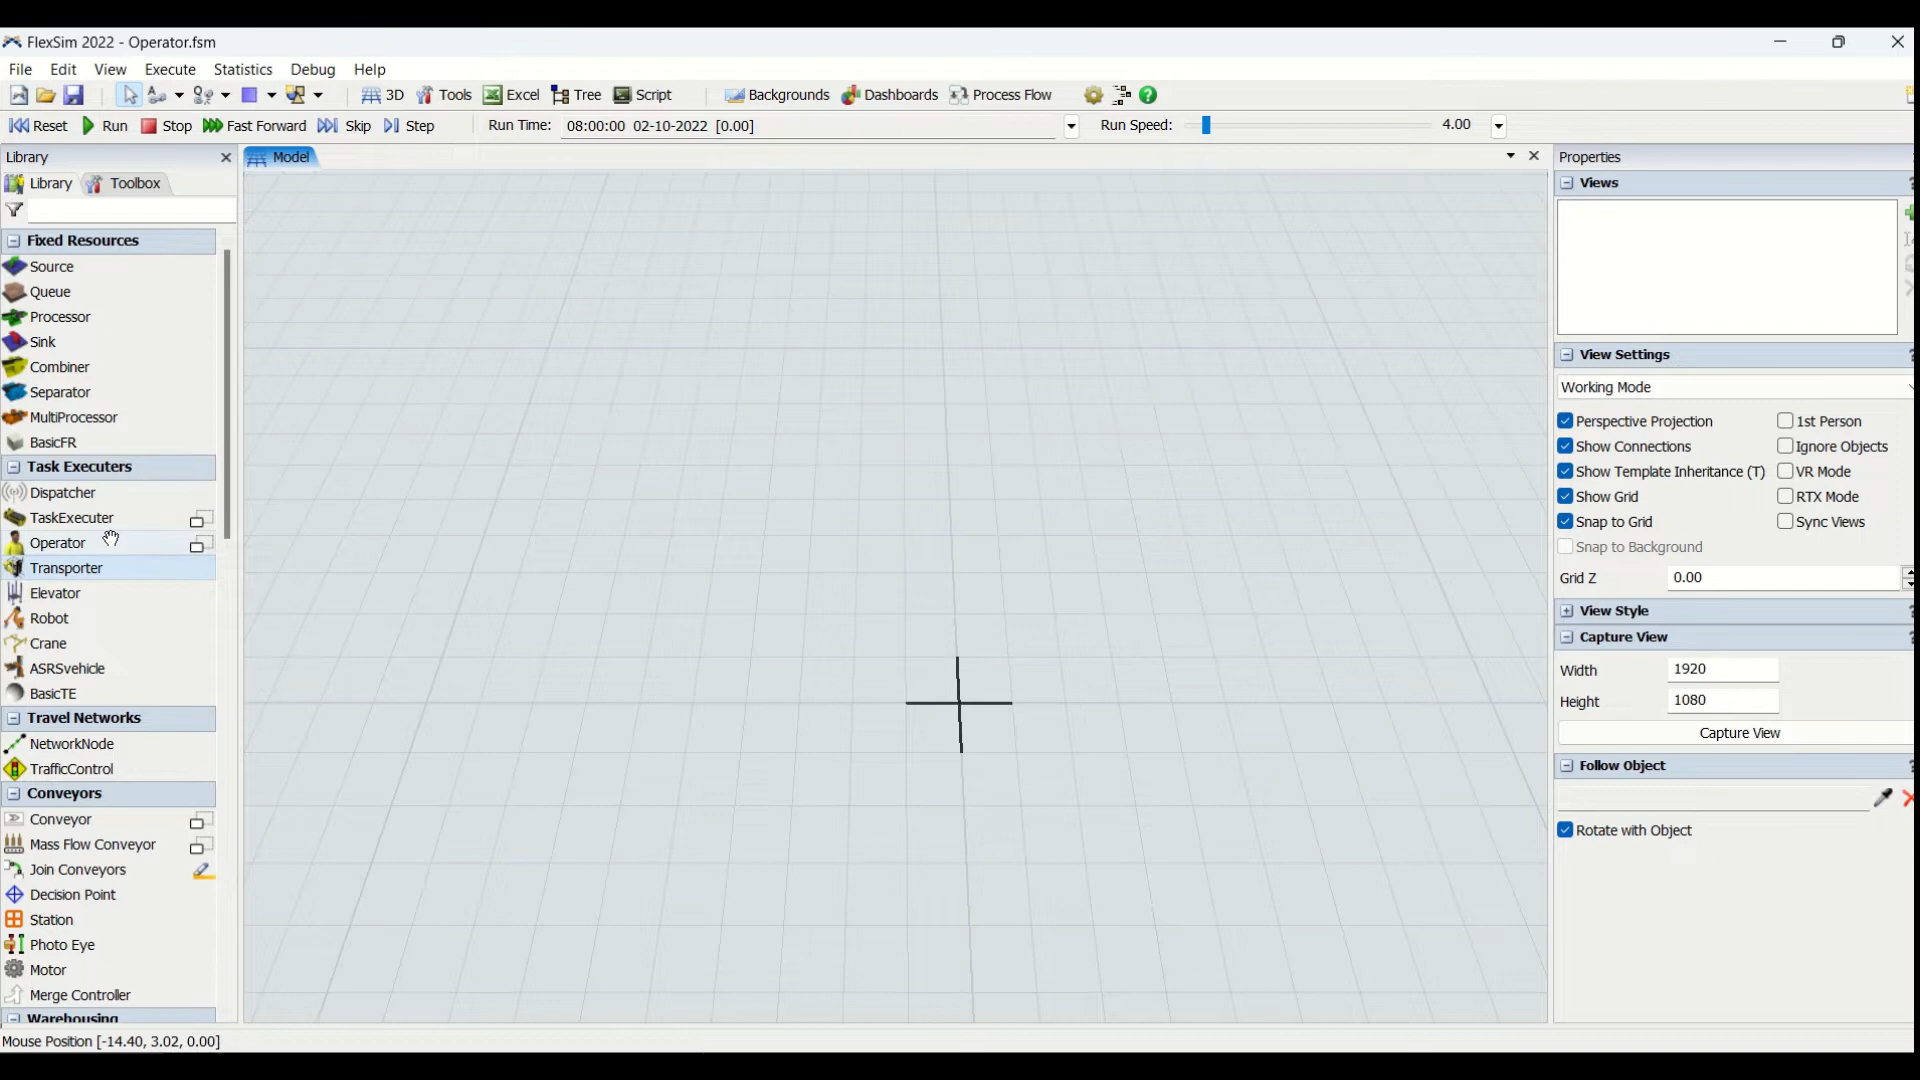 FlexSim 2022 - Operator.fsm
File Edit View Execute Statistics Debug Help
3D Tools Excel Tree Script Backgrounds Dashboards Process Flow
Reset Run Stop Fast Forward Skip Step Run Time: 08:00:00 02-10-2022 [0.00] Run Speed: 4.00
Library
Library Toolbox
Fixed Resources
Source
Queue
Processor
Sink
Combiner
Separator
MultiProcessor
BasicFR
Task Executers
Dispatcher
TaskExecuter
Operator
Transporter
Elevator
Robot
Crane
ASRSvehicle
BasicTE
Travel Networks
NetworkNode
TrafficControl
Conveyors
Conveyor
Mass Flow Conveyor
Join Conveyors
Decision Point
Station
Photo Eye
Motor
Merge Controller
Warehousing
Mouse Position [-14.40, 3.02, 0.00]
Model
Properties
Views
View Settings
Working Mode
Perspective Projection 1st Person
Show Connections Ignore Objects
Show Template Inheritance (T) VR Mode
Show Grid RTX Mode
Snap to Grid Sync Views
Snap to Background
Grid Z 0.00
View Style
Capture View
Width 1920
Height 1080
Capture View
Follow Object
Rotate with Object